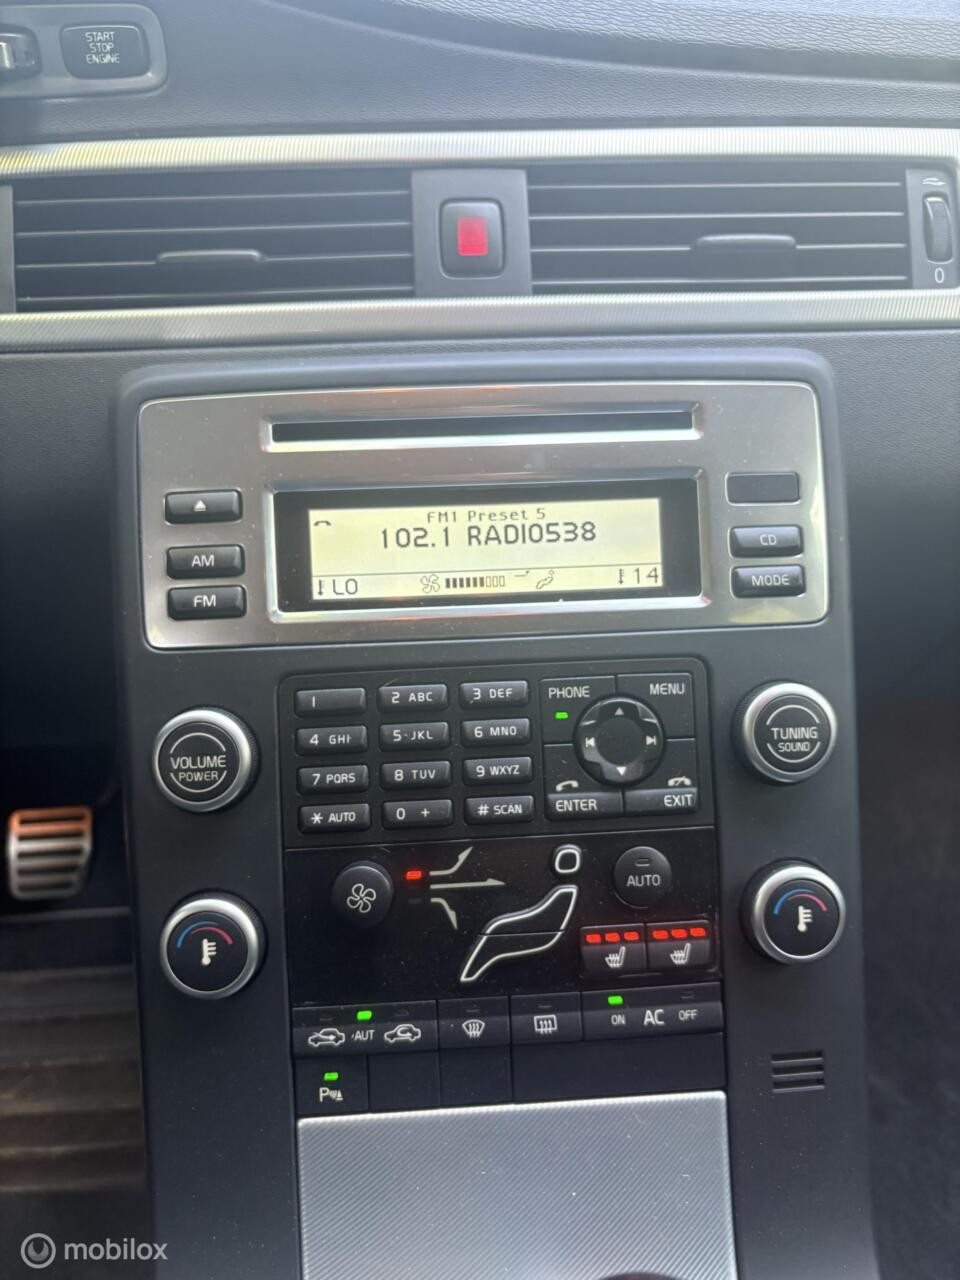 START
STOP
ENGINE
0
FM1 Preset 5
102.1 RADIO538
LO
14
AM
FM
CD
MODE
1
2 ABC
3 DEF
4 GHI
5 JKL
6 MNO
7 PQRS
8 TUV
9 WXYZ
* AUTO
0 +
# SCAN
PHONE
MENU
ENTER
EXIT
VOLUME
POWER
TUNING
SOUND
AUTO
AUT
ON AC OFF
P
mobilox